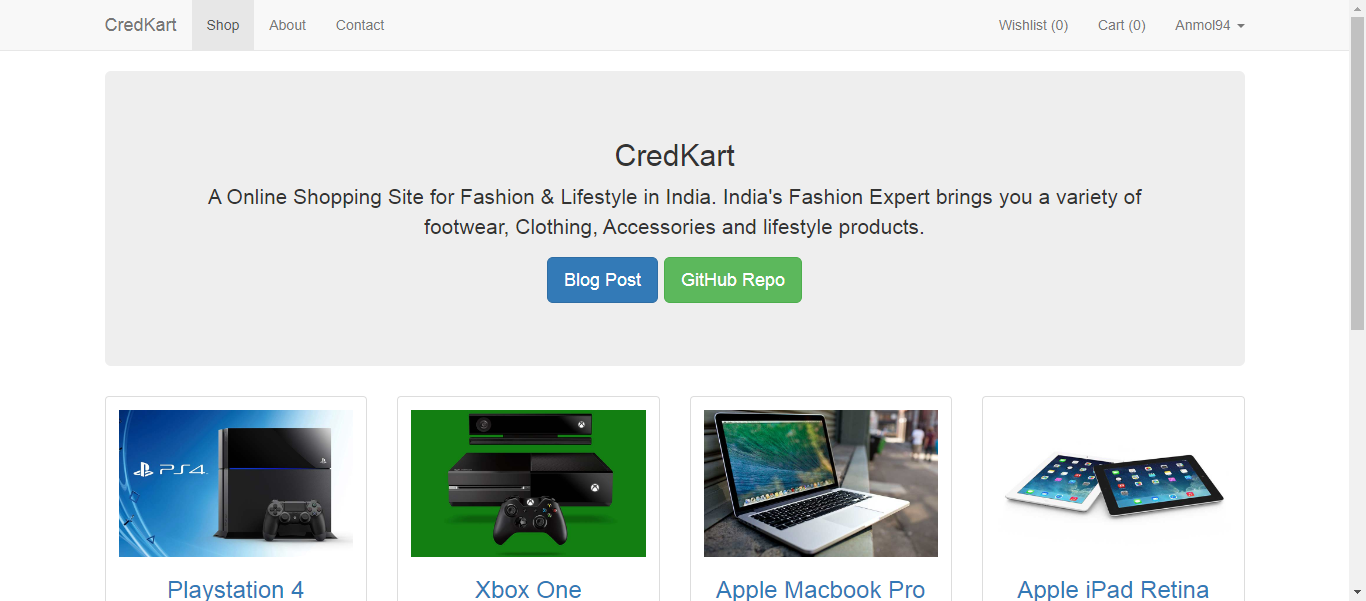 CredKart Shop About Contact Wishlist (0) Cart (0) Anmol94
CredKart
A Online Shopping Site for Fashion & Lifestyle in India. India's Fashion Expert brings you a variety of
footwear, Clothing, Accessories and lifestyle products.
Blog Post GitHub Repo
PS4
Playstation 4 Xbox One Apple Macbook Pro Apple iPad Retina